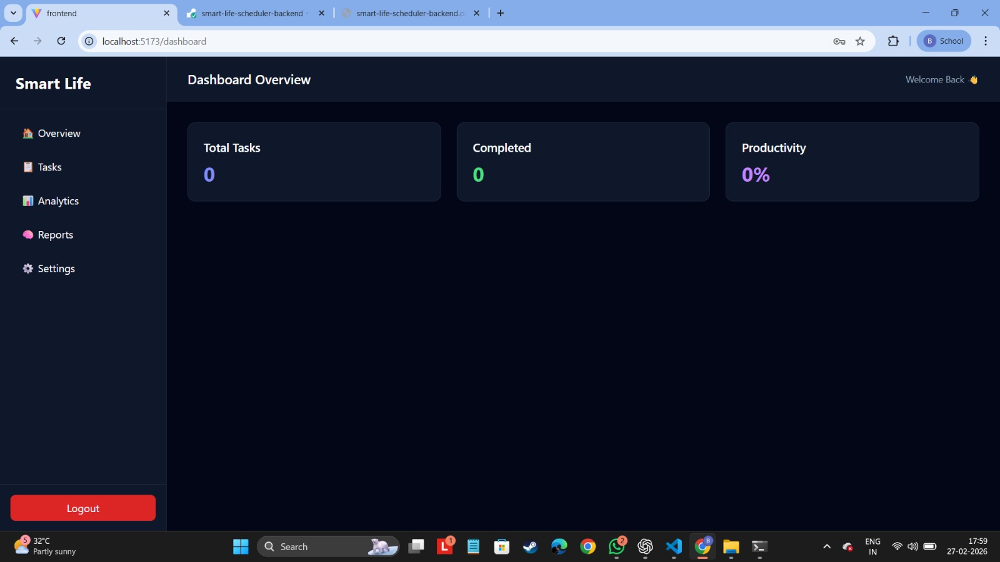 frontend
smart-life-scheduler-backend
smart-life-scheduler-backend.o
localhost:5173/dashboard
B School
Smart Life
Dashboard Overview
Welcome Back 👋
🏠 Overview
📋 Tasks
📊 Analytics
🧠 Reports
⚙️ Settings
Total Tasks
0
Completed
0
Productivity
0%
Logout
5
32°C
Partly sunny
Search
L
1
2
B
ENG
IN
17:59
27-02-2026